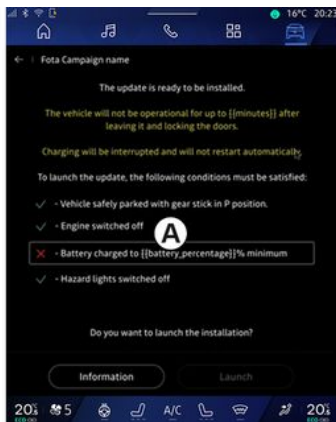 16°C 20:23
← Fota Campaign name
The update is ready to be installed.
The vehicle will not be operational for up to [[minutes}] after
leaving it and locking the doors.
Charging will be interrupted and will not restart automatically.
To launch the update, the following conditions must be satisfied:
- Vehicle safely parked with gear stick in P position.
- Engine switched off
A
- Battery charged to [[battery_percentage}]% minimum
- Hazard lights switched off
Do you want to launch the installation?
Information
Launch
20 5 A/C 20